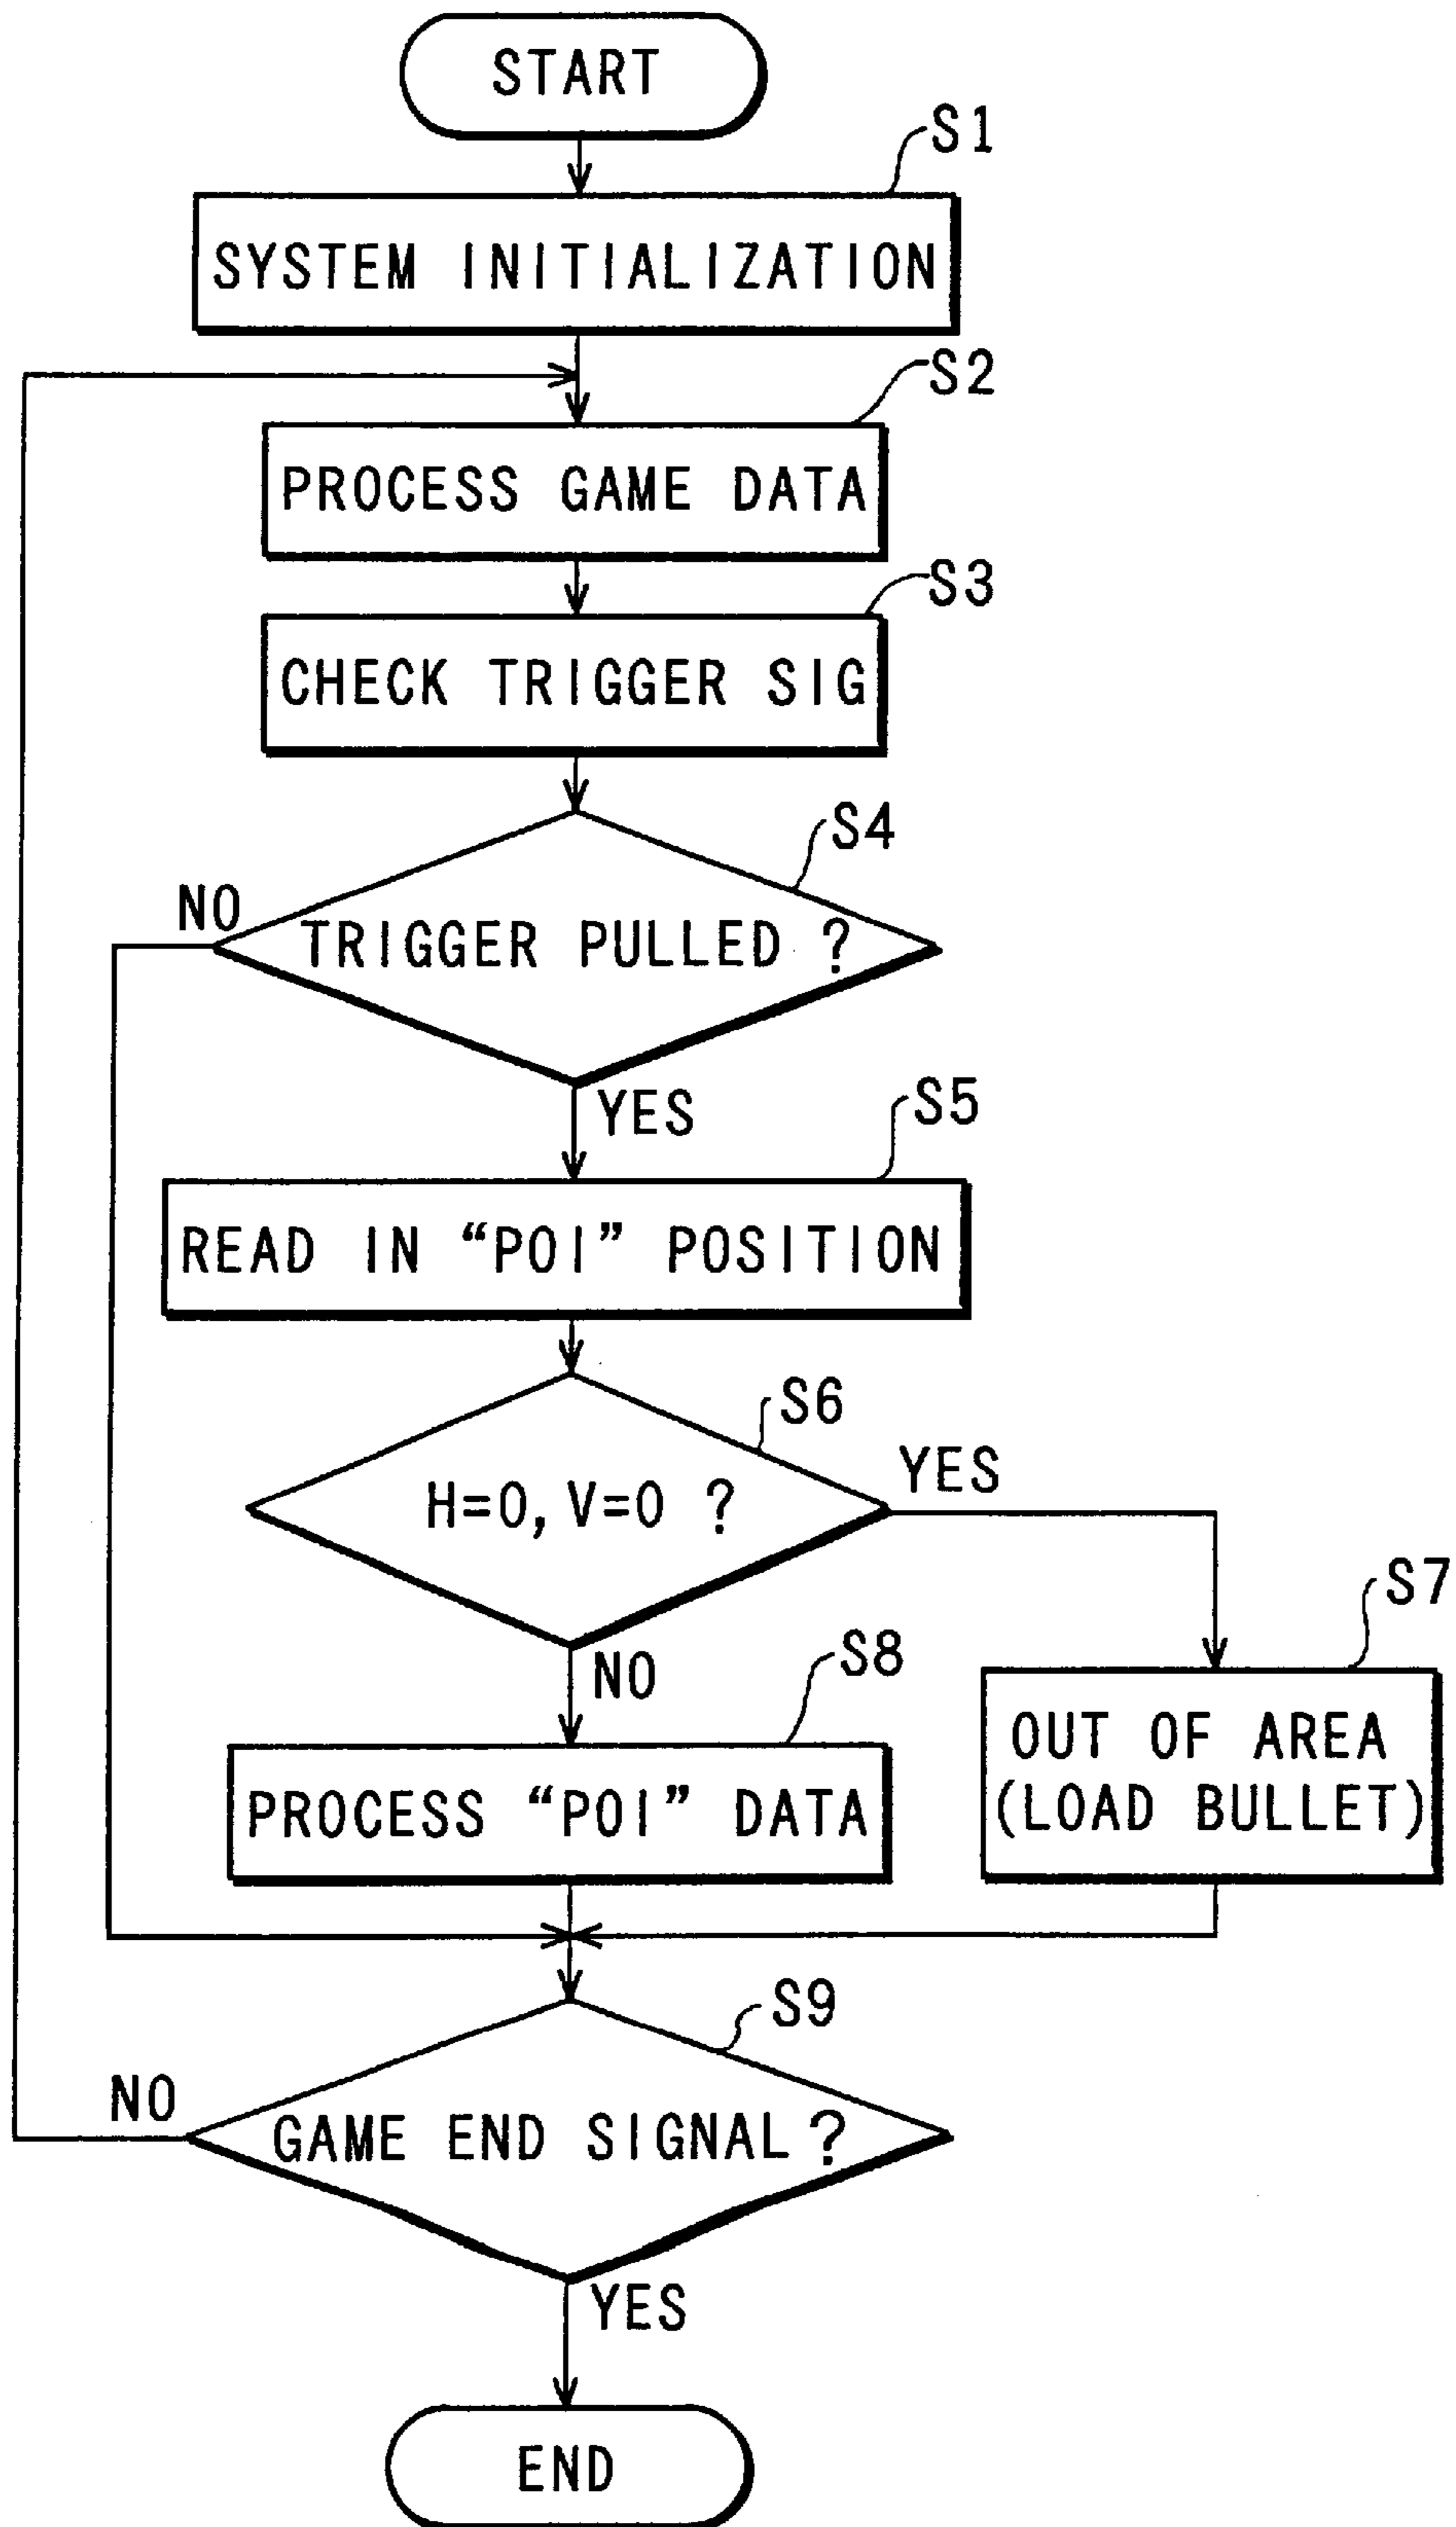 START
S1
SYSTEM INITIALIZATION
S2
PROCESS GAME DATA
S3
CHECK TRIGGER SIG
S4
NO
TRIGGER PULLED ?
YES
S5
READ IN “POI” POSITION
S6
YES
H=0, V=0 ?
S7
NO
S8
OUT OF AREA
(LOAD BULLET)
PROCESS “POI” DATA
S9
NO
GAME END SIGNAL ?
YES
END